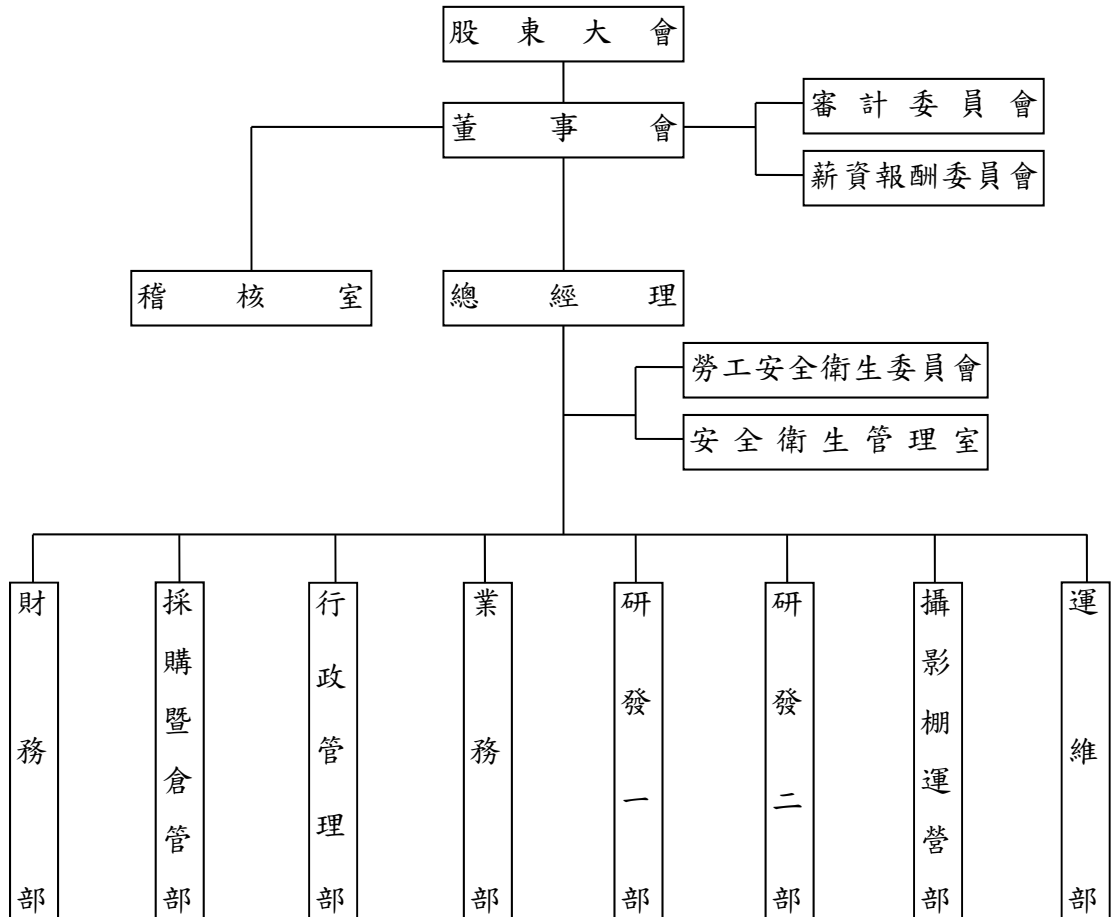 股東大會
董事會
審計委員會
薪資報酬委員會
稽核室
總經理
勞工安全衛生委員會
安全衛生管理室
財務部
採購暨倉管部
行政管理部
業務部
研發一部
研發二部
攝影棚運營部
運維部